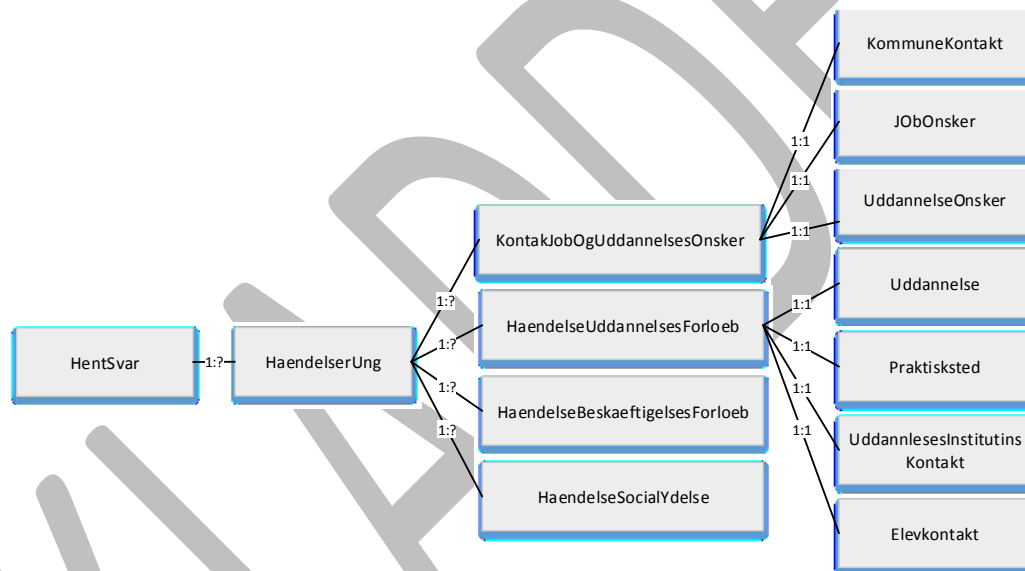 KommuneKontakt
JObOnsker
UddannelseOnsker
Uddannelse
Praktisksted
UddannlesesInstitutins
Kontakt
Elevkontakt
1:1
1:1
1:1
1:1
1:1
1:1
1:1
KontakJobOgUddannelsesOnsker
HaendelseUddannelsesForloeb
HaendelseBeskaeftigelsesForloeb
HaendelseSocialYdelse
1:?
1:?
1:?
1:?
HentSvar
1:?
HaendelserUng